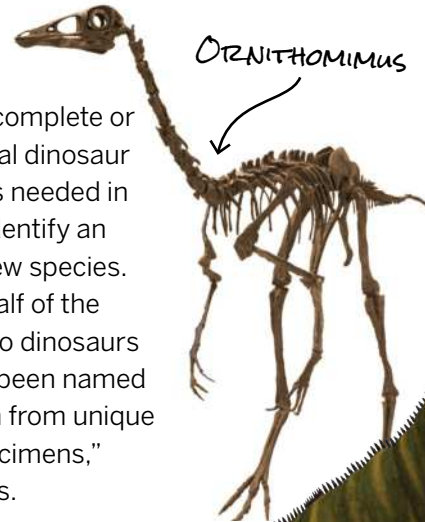 ORNITHOMIMUS
complete or
al dinosaur
s needed in
dentify an
ew species.
alf of the
o dinosaurs
been named
n from unique
cimens,”
s.